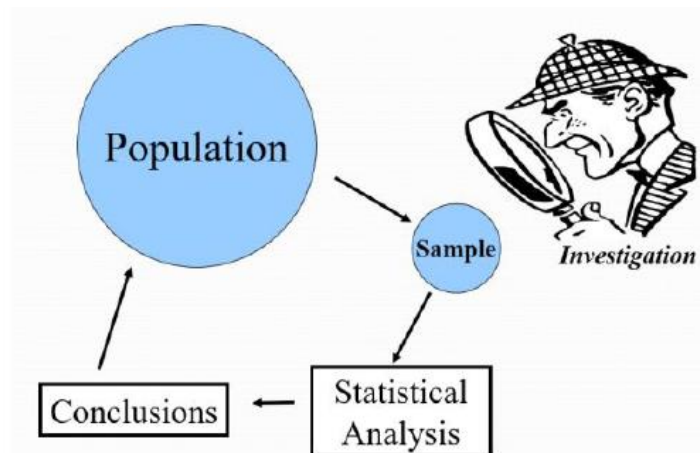 Population
Sample
Investigation
Statistical
Analysis
Conclusions